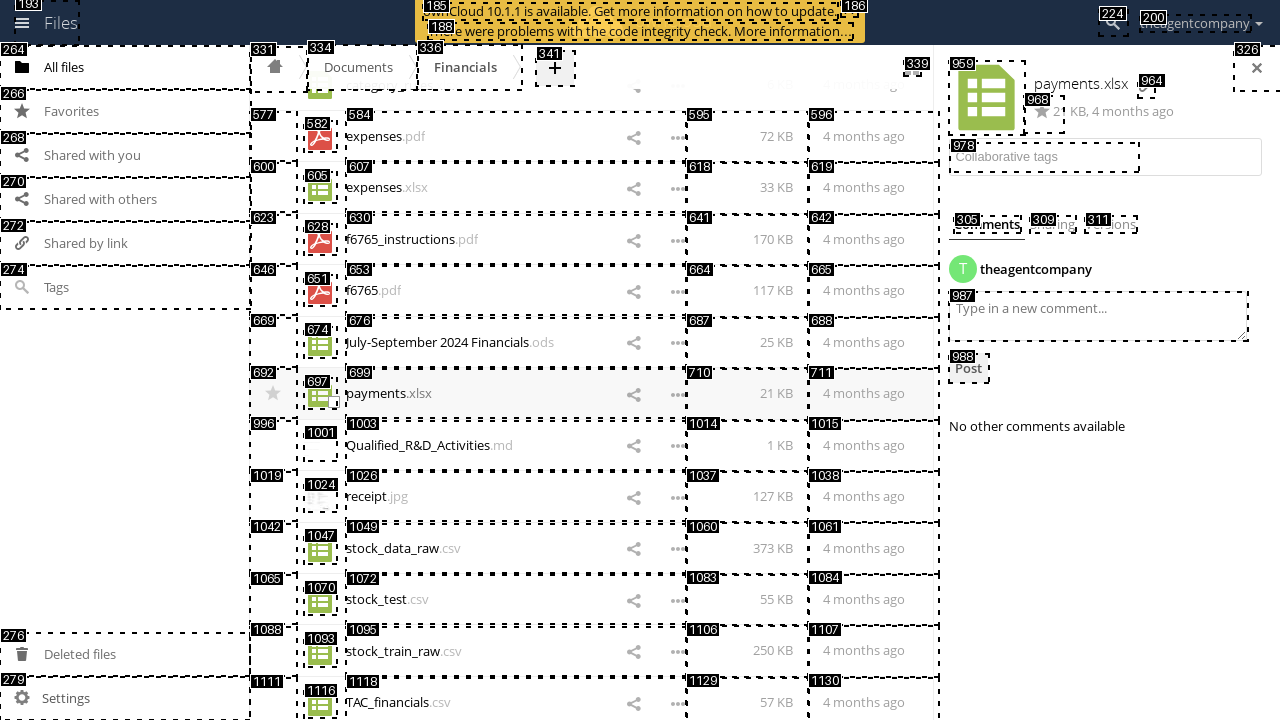 193
Files
185
ownCloud 10.1.1 is available. Get more information on how to update.
186
188
There were problems with the code integrity check. More information…
224
200
theagentcompany
264
All files
266
Favorites
268
Shared with you
270
Shared with others
272
Shared by link
274
Tags
276
Deleted files
279
Settings
331
334
Documents
336
Financials
341
+
339
326
577
582
584
expenses.pdf
595
72 KB
596
4 months ago
600
605
607
expenses.xlsx
618
33 KB
619
4 months ago
623
628
630
f6765_instructions.pdf
641
170 KB
642
4 months ago
646
651
653
f6765.pdf
664
117 KB
665
4 months ago
669
674
676
July-September 2024 Financials.ods
687
25 KB
688
4 months ago
692
697
699
payments.xlsx
710
21 KB
711
4 months ago
996
1001
1003
Qualified_R&D_Activities.md
1014
1 KB
1015
4 months ago
1019
1024
1026
receipt.jpg
1037
127 KB
1038
4 months ago
1042
1047
1049
stock_data_raw.csv
1060
373 KB
1061
4 months ago
1065
1070
1072
stock_test.csv
1083
55 KB
1084
4 months ago
1088
1093
1095
stock_train_raw.csv
1106
250 KB
1107
4 months ago
1111
1116
1118
TAC_financials.csv
1129
57 KB
1130
4 months ago
959
payments.xlsx
964
968
21 KB, 4 months ago
978
Collaborative tags
305
Comments
309
Sharing
311
Versions
T
theagentcompany
987
Type in a new comment...
988
Post
No other comments available